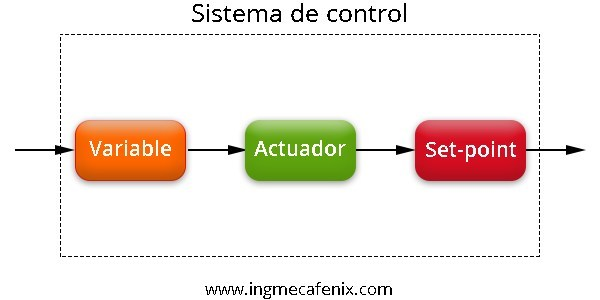 Sistema de control
Variable
Actuador
Set-point
www.ingmecafenix.com